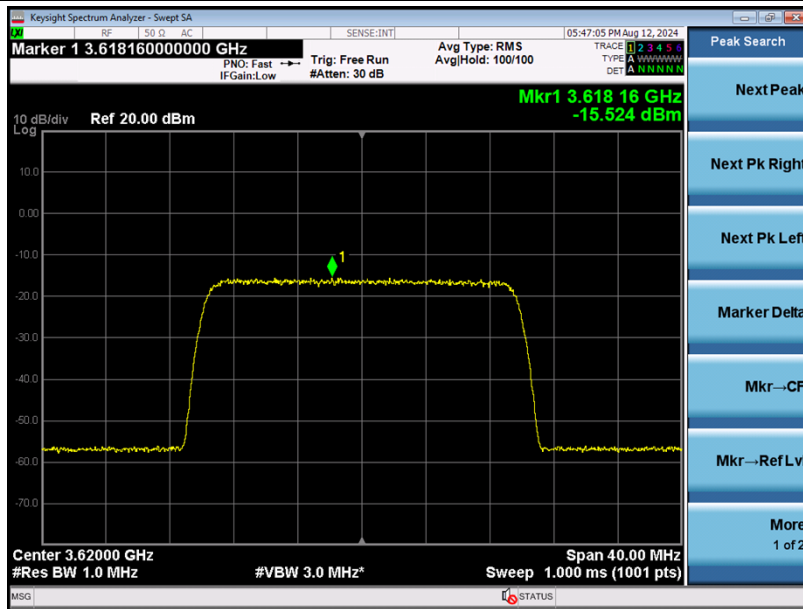 Keysight Spectrum Analyzer - Swept SA
LXI RF 50 Ω AC SENSE:INT 05:47:05 PM Aug 12, 2024
Marker 1 3.618160000000 GHz
PNO: Fast
IFGain:Low
Trig: Free Run
#Atten: 30 dB
Avg Type: RMS
Avg|Hold: 100/100
TRACE 1 2 3 4 5 6
TYPE A WWWWW
DET A N N N N N
Mkr1 3.618 16 GHz
-15.524 dBm
10 dB/div
Log
Ref 20.00 dBm
1
10.0
0.00
-10.0
-20.0
-30.0
-40.0
-50.0
-60.0
-70.0
Center 3.62000 GHz
Span 40.00 MHz
#Res BW 1.0 MHz
#VBW 3.0 MHz*
Sweep 1.000 ms (1001 pts)
MSG
STATUS
Peak Search
Next Peak
Next Pk Right
Next Pk Left
Marker Delta
Mkr→CF
Mkr→Ref Lvl
More
1 of 2